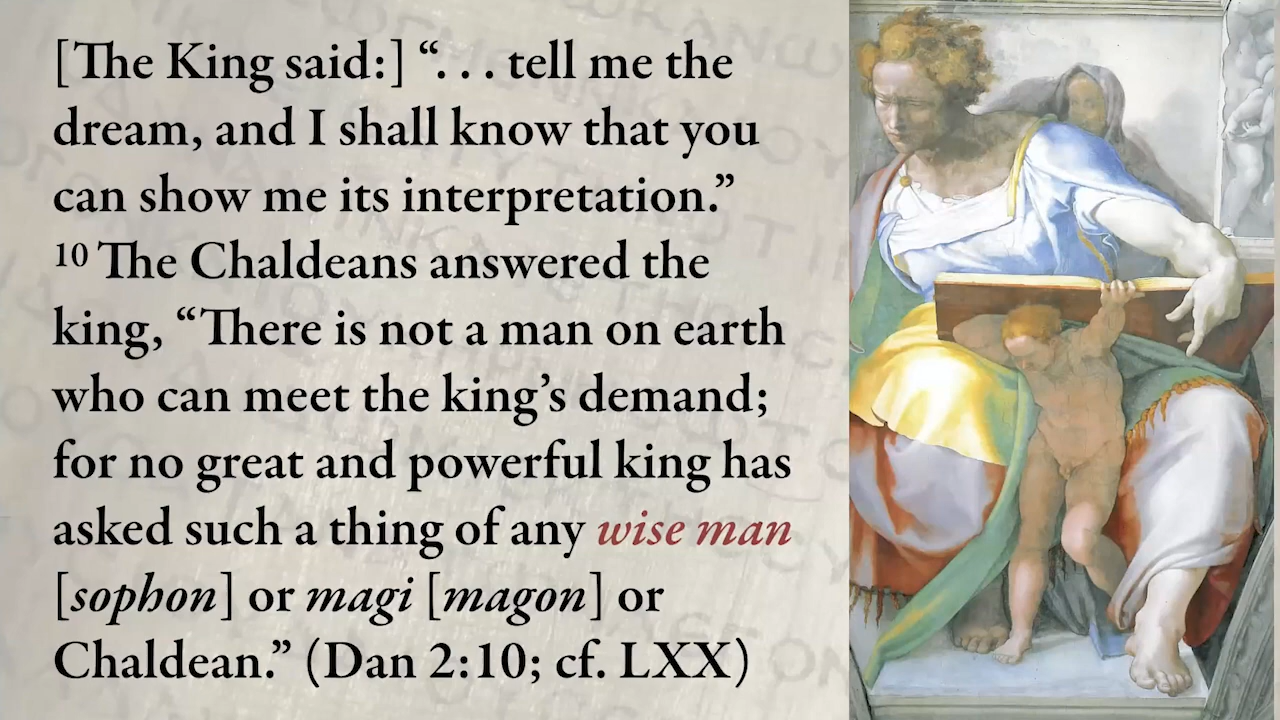 [The King said:] “. . . tell me the
dream, and I shall know that you
can show me its interpretation.”
¹⁰ The Chaldeans answered the
king, “There is not a man on earth
who can meet the king’s demand;
for no great and powerful king has
asked such a thing of any wise man
[sophon] or magi [magon] or
Chaldean.” (Dan 2:10; cf. LXX)